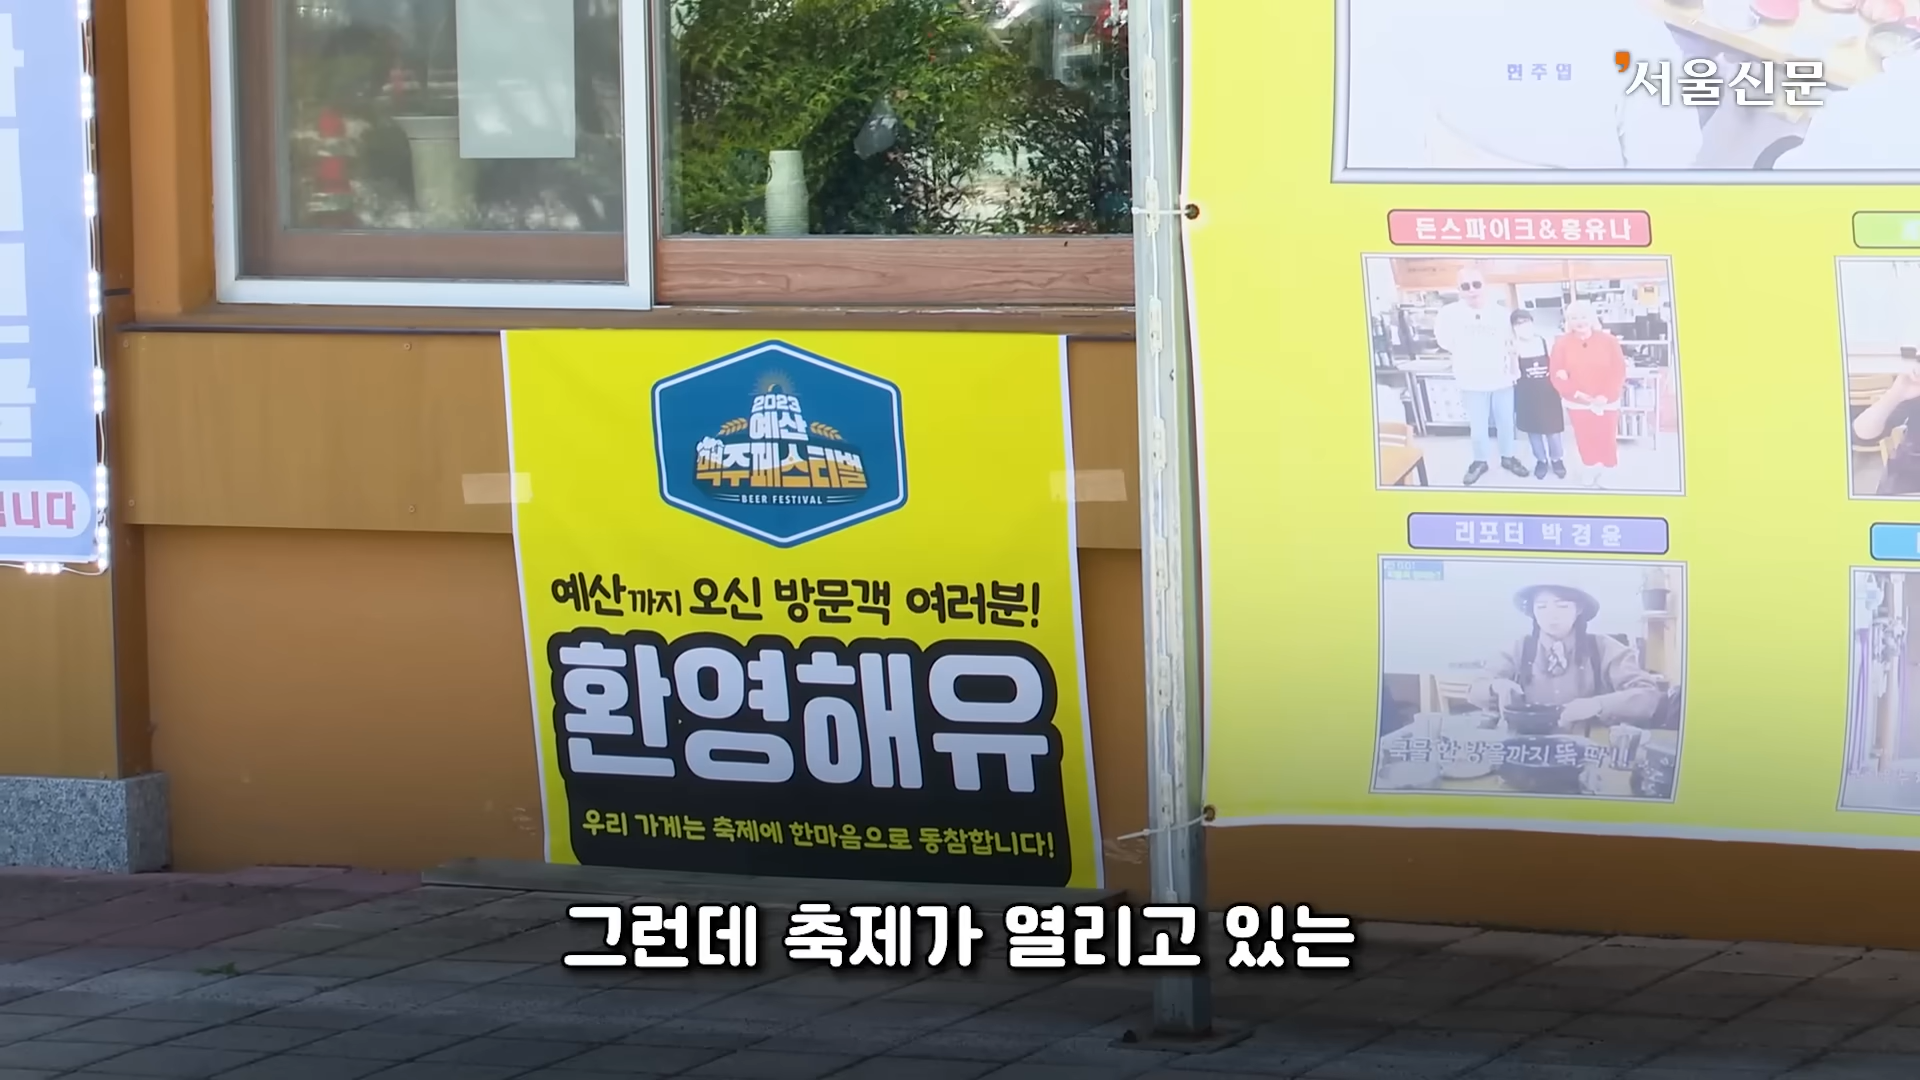 서울신문
현주엽
돈스파이크&홍유나
리포터 박경윤
국물 한 방울까지 뚝 딱!!
니다
2023
예산
맥주페스티벌
BEER FESTIVAL
예산까지 오신 방문객 여러분!
환영해유
우리 가게는 축제에 한마음으로 동참합니다!
그런데 축제가 열리고 있는